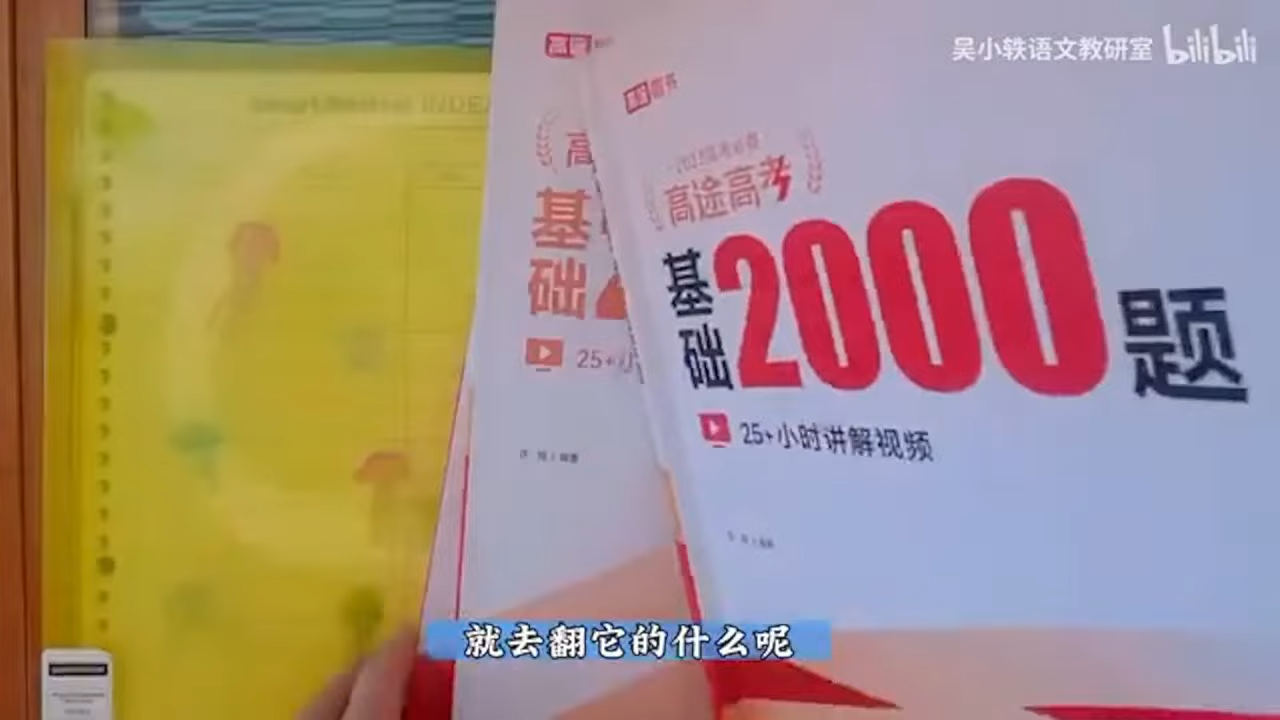 吴小轶语文教研室 bilibili
高途高考
基础2000题
25+小时讲解视频
高
基
础
25+小
INDEX
就去翻它的什么呢